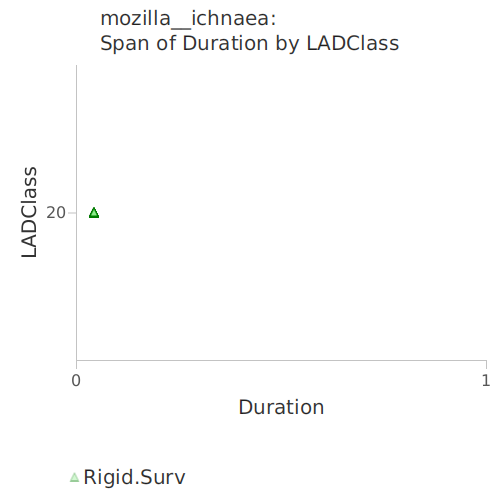 mozilla__ichnaea:
Span of Duration by LADClass
LADClass
20
0
1
Duration
Rigid.Surv